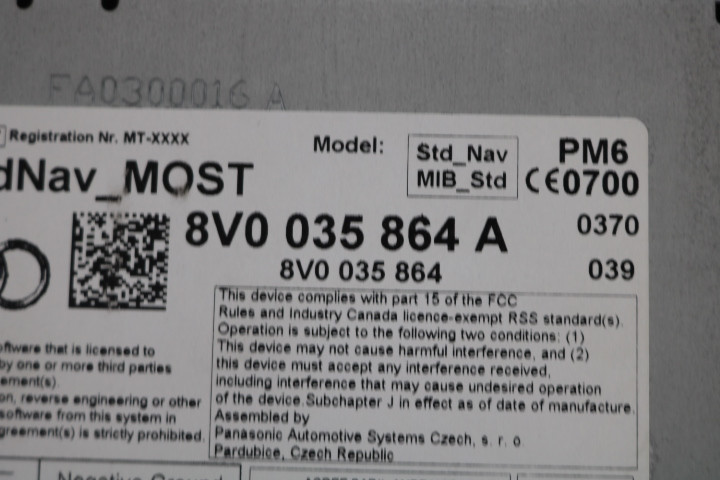 FA0300016 A
Registration Nr. MT-XXXX
Model:
Std_Nav
MIB_Std
PM6
CE0700
dNav_MOST
8V0 035 864 A
0370
8V0 035 864
039
This device complies with part 15 of the FCC
Rules and Industry Canada licence-exempt RSS standard(s).
Operation is subject to the following two conditions: (1)
This device may not cause harmful interference, and (2)
this device must accept any interference received,
including interference that may cause undesired operation
of the device.Subchapter J in effect as of date of manufacture.
Assembled by
Panasonic Automotive Systems Czech, s. r. o
Pardubice, Czech Republic
oftware that is licensed to
by one or more third parties
ement(s).
on, reverse engineering or other
software from this system in
greement(s) is strictly prohibited.
Negative Ground